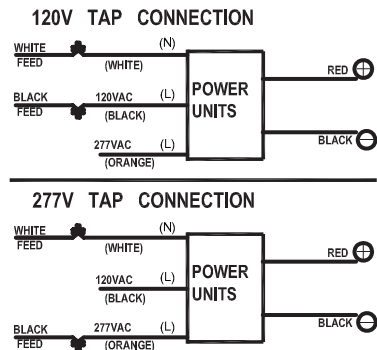 120V TAP CONNECTION
WHITE FEED
(N)
(WHITE)
BLACK FEED
120VAC (L)
(BLACK)
277VAC (L)
(ORANGE)
POWER UNITS
RED
BLACK
277V TAP CONNECTION
WHITE FEED
(N)
(WHITE)
120VAC (L)
(BLACK)
BLACK FEED
277VAC (L)
(ORANGE)
POWER UNITS
RED
BLACK